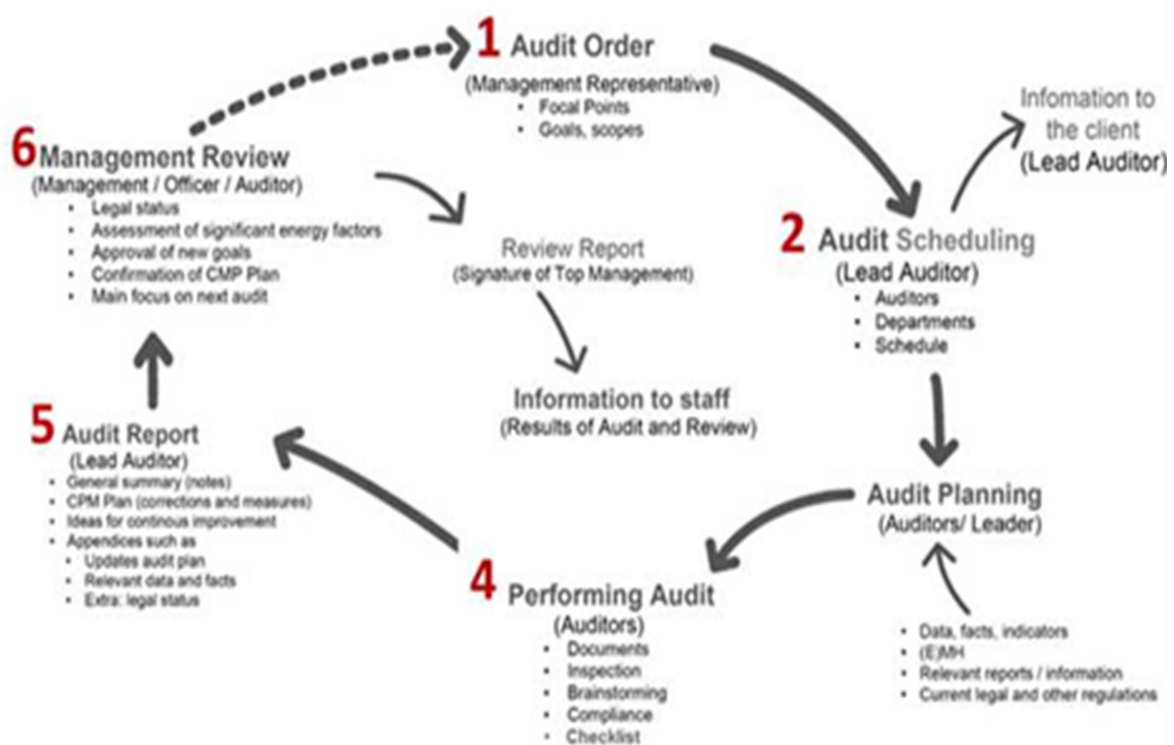 1 Audit Order
(Management Representative)
• Focal Points
• Goals, scopes
Infomation to
the client
(Lead Auditor)
2 Audit Scheduling
(Lead Auditor)
• Auditors
• Departments
• Schedule
Audit Planning
(Auditors/ Leader)
• Data, facts, indicators
• (E)MH
• Relevant reports / information
• Current legal and other regulations
4 Performing Audit
(Auditors)
• Documents
• Inspection
• Brainstorming
• Compliance
• Checklist
5 Audit Report
(Lead Auditor)
• General summary (notes)
• CPM Plan (corrections and measures)
• Ideas for continous improvement
• Appendices such as
• Updates audit plan
• Relevant data and facts
• Extra: legal status
6 Management Review
(Management / Officer / Auditor)
• Legal status
• Assessment of significant energy factors
• Approval of new goals
• Confirmation of CMP Plan
• Main focus on next audit
Review Report
(Signature of Top Management)
Information to staff
(Results of Audit and Review)